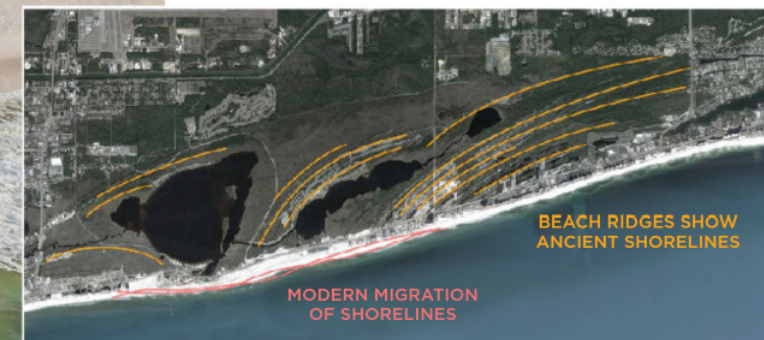 BEACH RIDGES SHOW
ANCIENT SHORELINES
MODERN MIGRATION
OF SHORELINES